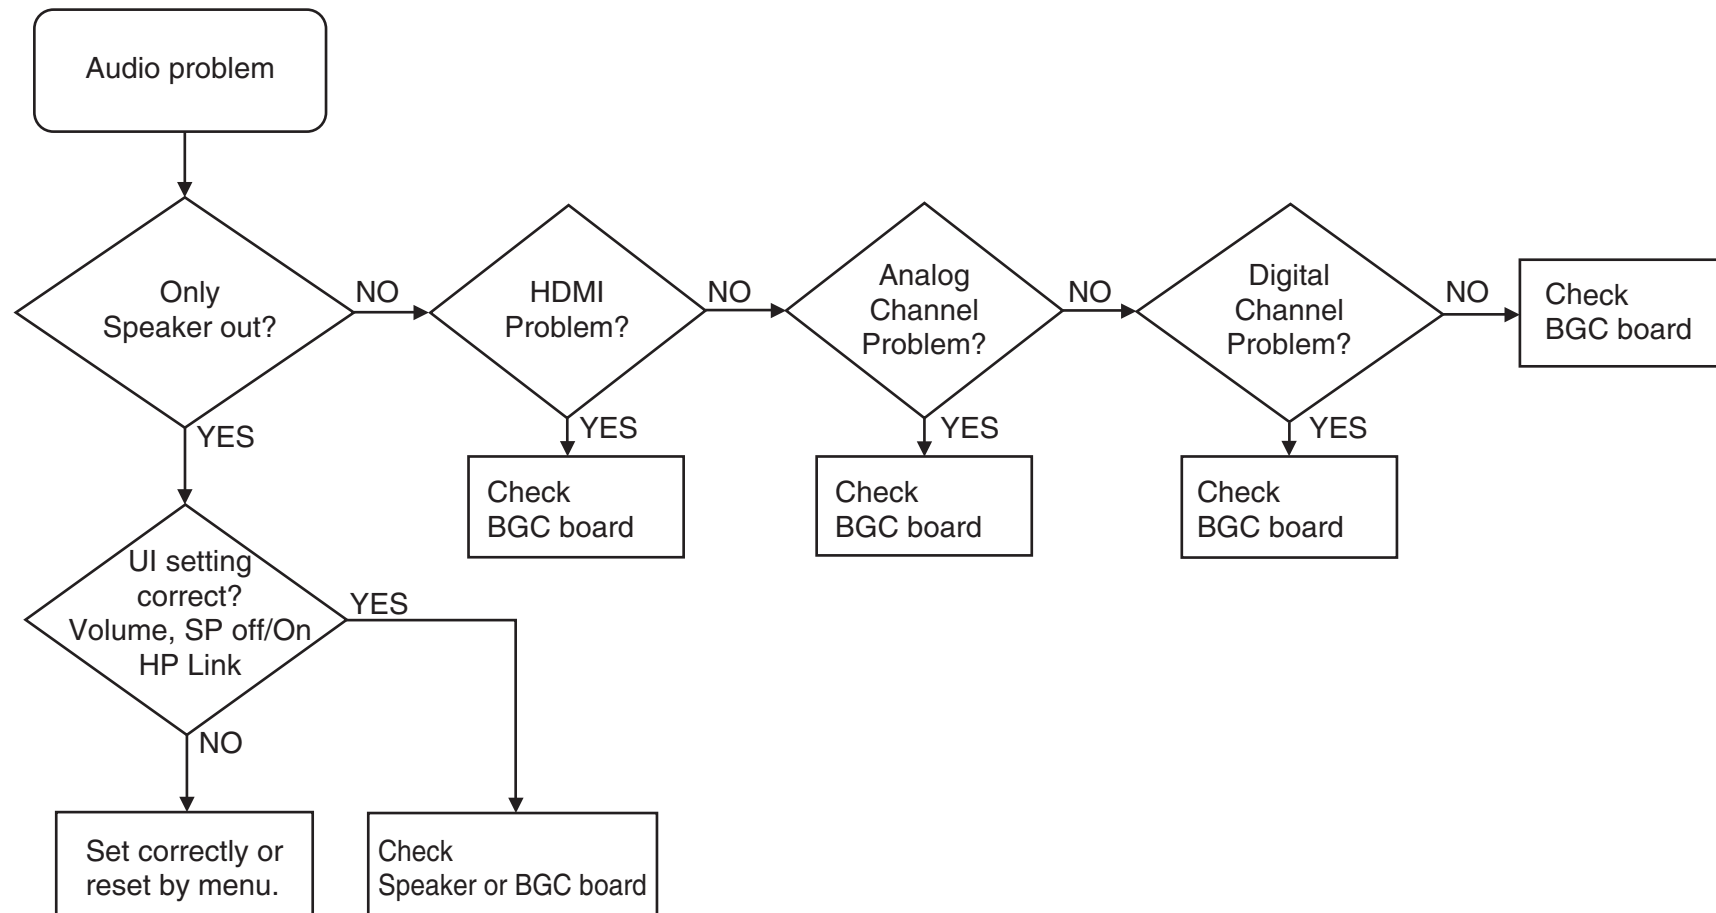 Audio problem
Only
Speaker out?
NO
HDMI
Problem?
NO
Analog
Channel
Problem?
NO
Digital
Channel
Problem?
NO
Check
BGC board
YES
YES
YES
YES
Check
BGC board
Check
BGC board
Check
BGC board
UI setting
correct?
Volume, SP off/On
HP Link
YES
NO
Set correctly or
reset by menu.
Check
Speaker or BGC board